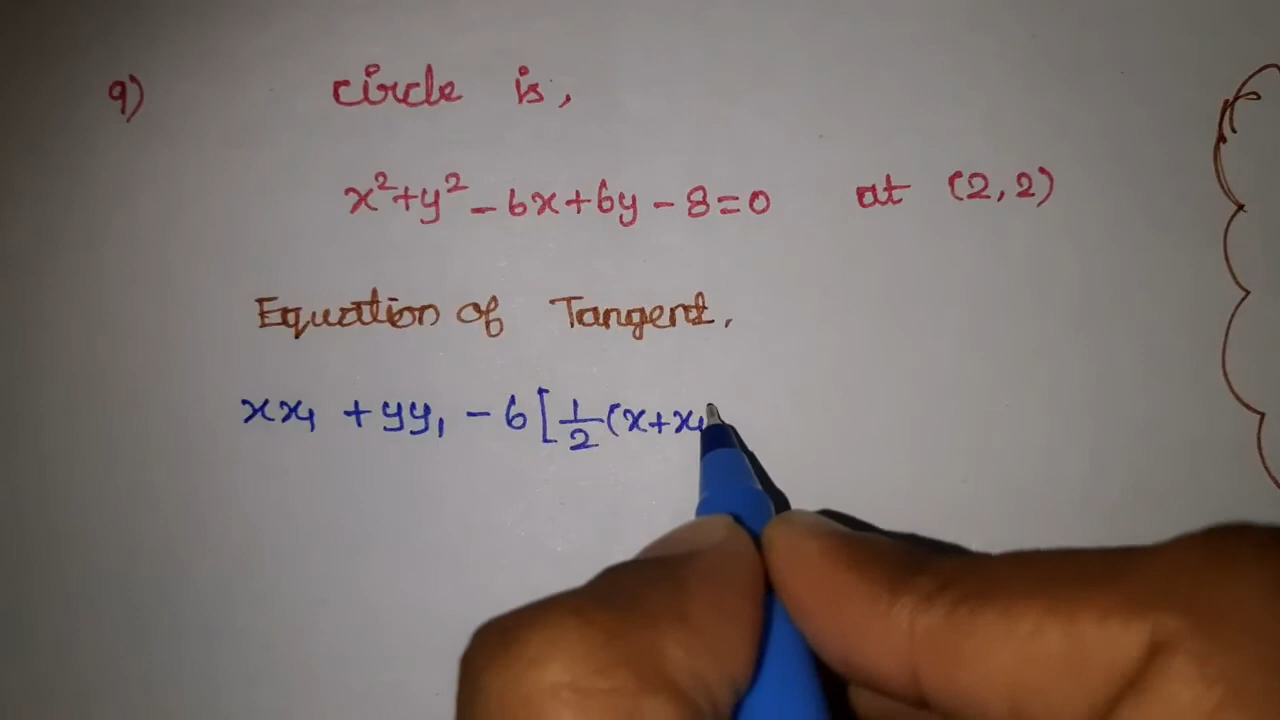 9) circle is,
x²+y²-6x+6y-8=0 at (2,2)
Equation of Tangent,
xx₁ +yy₁ -6[½(x+x₁